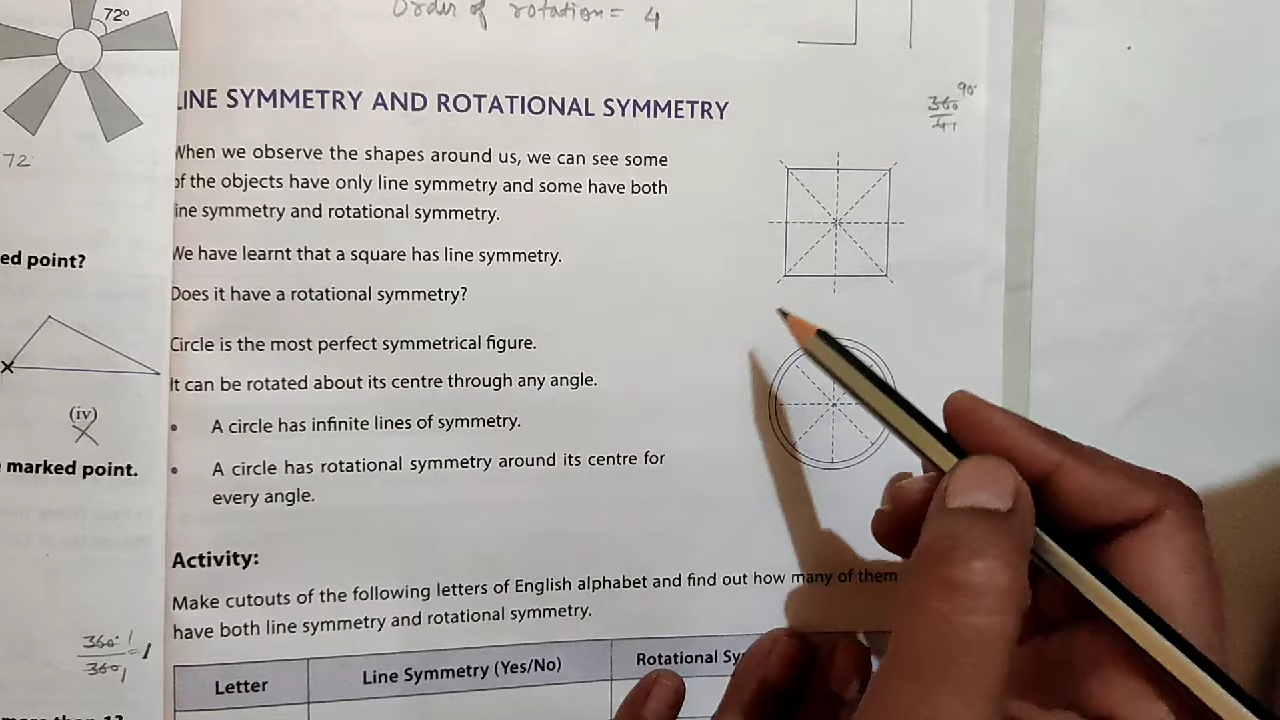 72°
Order of rotation = 4
LINE SYMMETRY AND ROTATIONAL SYMMETRY
90°
360
4 1
When we observe the shapes around us, we can see some
of the objects have only line symmetry and some have both
line symmetry and rotational symmetry.
72
We have learnt that a square has line symmetry.
ed point?
Does it have a rotational symmetry?
Circle is the most perfect symmetrical figure.
It can be rotated about its centre through any angle.
(iv)
• A circle has infinite lines of symmetry.
marked point.
• A circle has rotational symmetry around its centre for
every angle.
Activity:
Make cutouts of the following letters of English alphabet and find out how many of them
have both line symmetry and rotational symmetry.
360° 1
360 1
= 1
Letter
Line Symmetry (Yes/No)
Rotational Sy